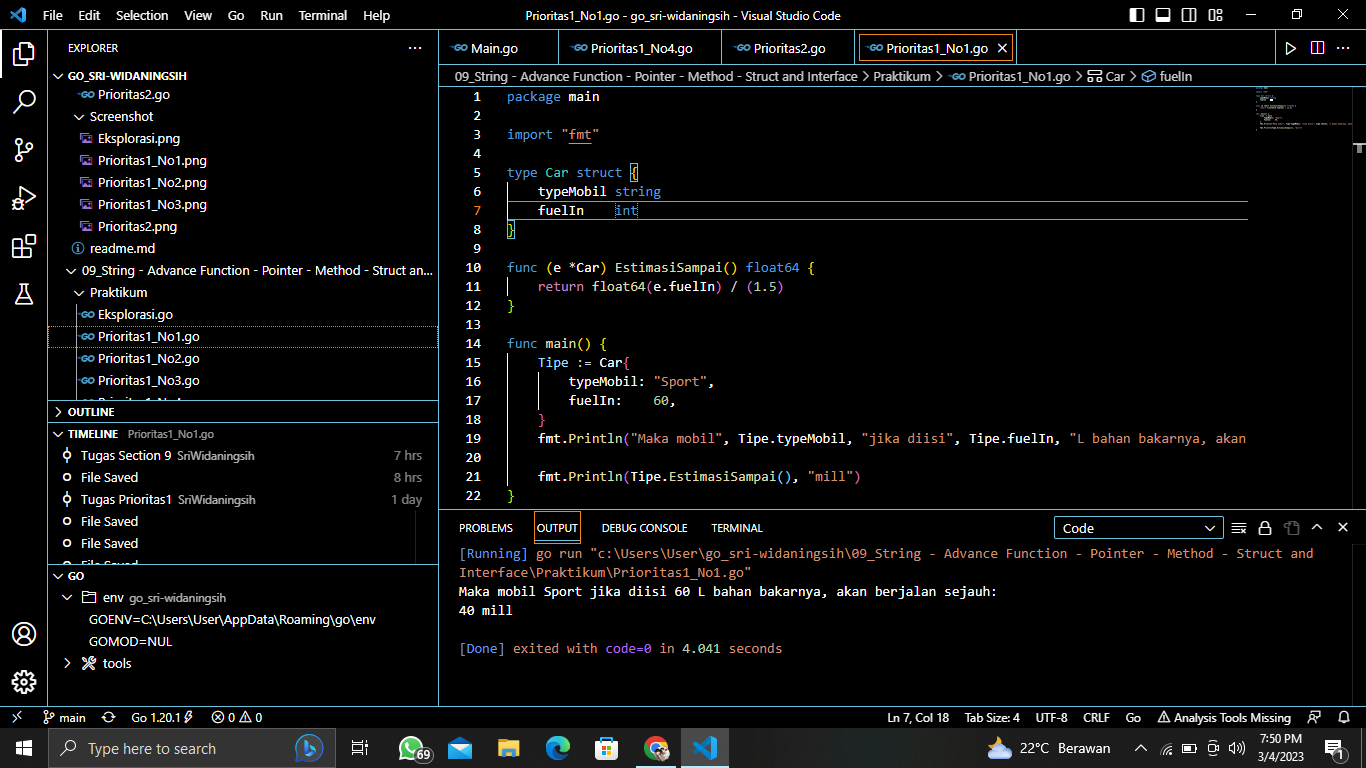 File Edit Selection View Go Run Terminal Help Prioritas1_No1.go - go_sri-widaningsih - Visual Studio Code
EXPLORER
GO_SRI-WIDANINGSIH
Prioritas2.go
Screenshot
Eksplorasi.png
Prioritas1_No1.png
Prioritas1_No2.png
Prioritas1_No3.png
Prioritas2.png
readme.md
09_String - Advance Function - Pointer - Method - Struct an...
Praktikum
Eksplorasi.go
Prioritas1_No1.go
Prioritas1_No2.go
Prioritas1_No3.go
OUTLINE
TIMELINE Prioritas1_No1.go
Tugas Section 9 SriWidaningsih 7 hrs
File Saved 8 hrs
Tugas Prioritas1 SriWidaningsih 1 day
File Saved
File Saved
File Saved
GO
env go_sri-widaningsih
GOENV=C:\Users\User\AppData\Roaming\go\env
GOMOD=NUL
tools
Main.go Prioritas1_No4.go Prioritas2.go Prioritas1_No1.go
09_String - Advance Function - Pointer - Method - Struct and Interface > Praktikum > Prioritas1_No1.go > Car > fuelIn
1 package main
2
3 import "fmt"
4
5 type Car struct {
6 typeMobil string
7 fuelIn int
8 }
9
10 func (e *Car) EstimasiSampai() float64 {
11 return float64(e.fuelIn) / (1.5)
12 }
13
14 func main() {
15 Tipe := Car{
16 typeMobil: "Sport",
17 fuelIn: 60,
18 }
19 fmt.Println("Maka mobil", Tipe.typeMobil, "jika diisi", Tipe.fuelIn, "L bahan bakarnya, akan
20
21 fmt.Println(Tipe.EstimasiSampai(), "mill")
22 }
PROBLEMS OUTPUT DEBUG CONSOLE TERMINAL Code
[Running] go run "c:\Users\User\go_sri-widaningsih\09_String - Advance Function - Pointer - Method - Struct and
Interface\Praktikum\Prioritas1_No1.go"
Maka mobil Sport jika diisi 60 L bahan bakarnya, akan berjalan sejauh:
40 mill
[Done] exited with code=0 in 4.041 seconds
main Go 1.20.1 0 0 Ln 7, Col 18 Tab Size: 4 UTF-8 CRLF Go Analysis Tools Missing
Type here to search 69 22°C Berawan 7:50 PM
3/4/2023 1